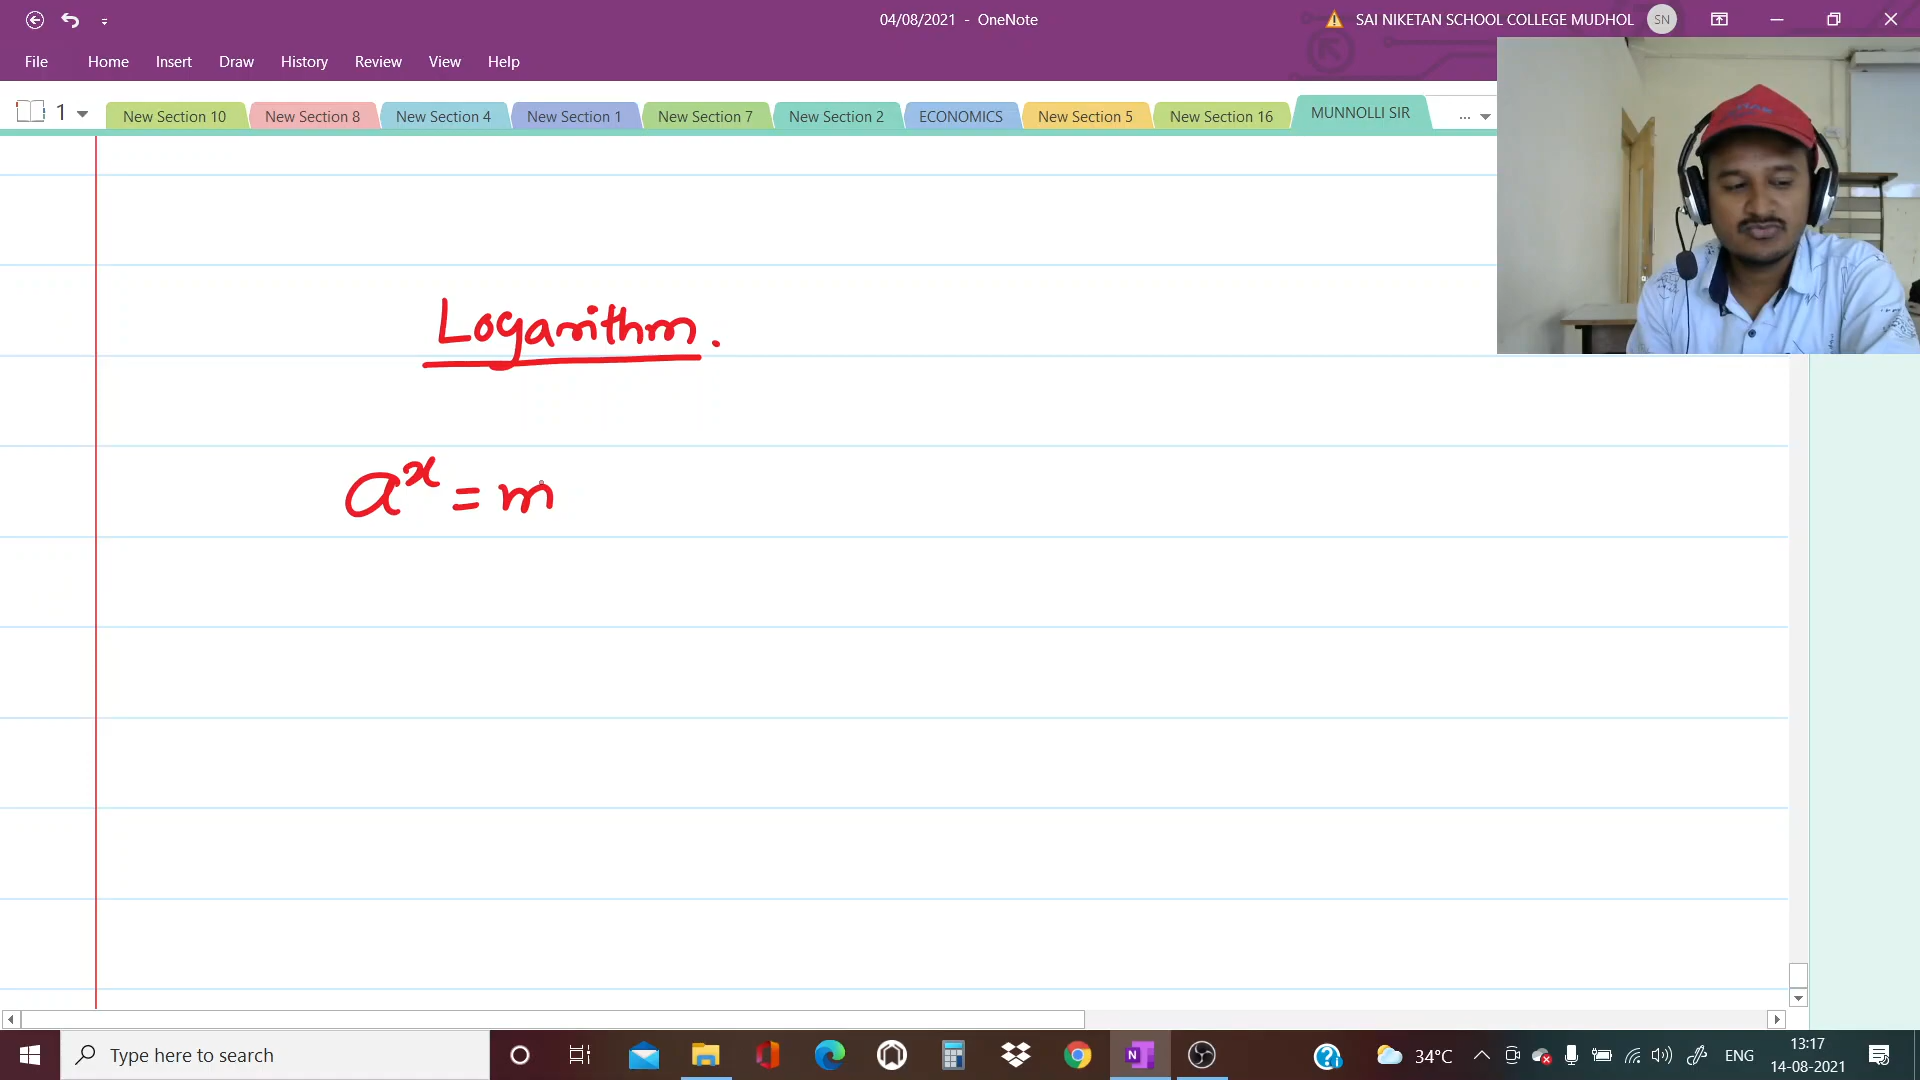 04/08/2021 - OneNote
SAI NIKETAN SCHOOL COLLEGE MUDHOL SN
File Home Insert Draw History Review View Help
1 New Section 10 New Section 8 New Section 4 New Section 1 New Section 7 New Section 2 ECONOMICS New Section 5 New Section 16 MUNNOLLI SIR ...
Logarithm.
aˣ = m
Type here to search
34°C ENG 13:17
14-08-2021